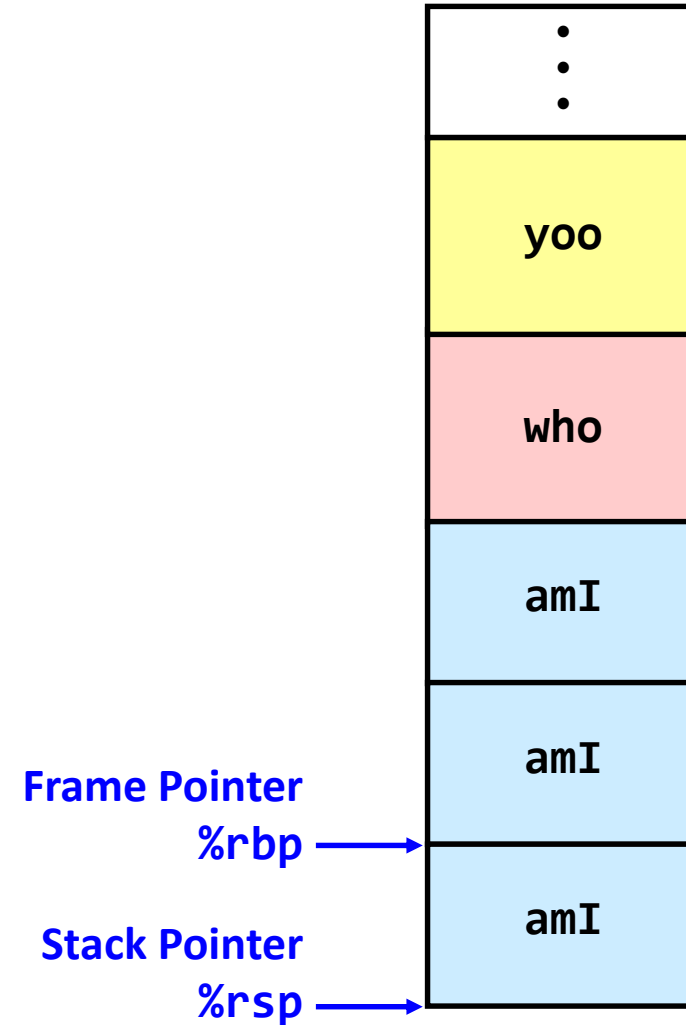 yoo
who
amI
amI
Frame Pointer
%rbp
amI
Stack Pointer
%rsp